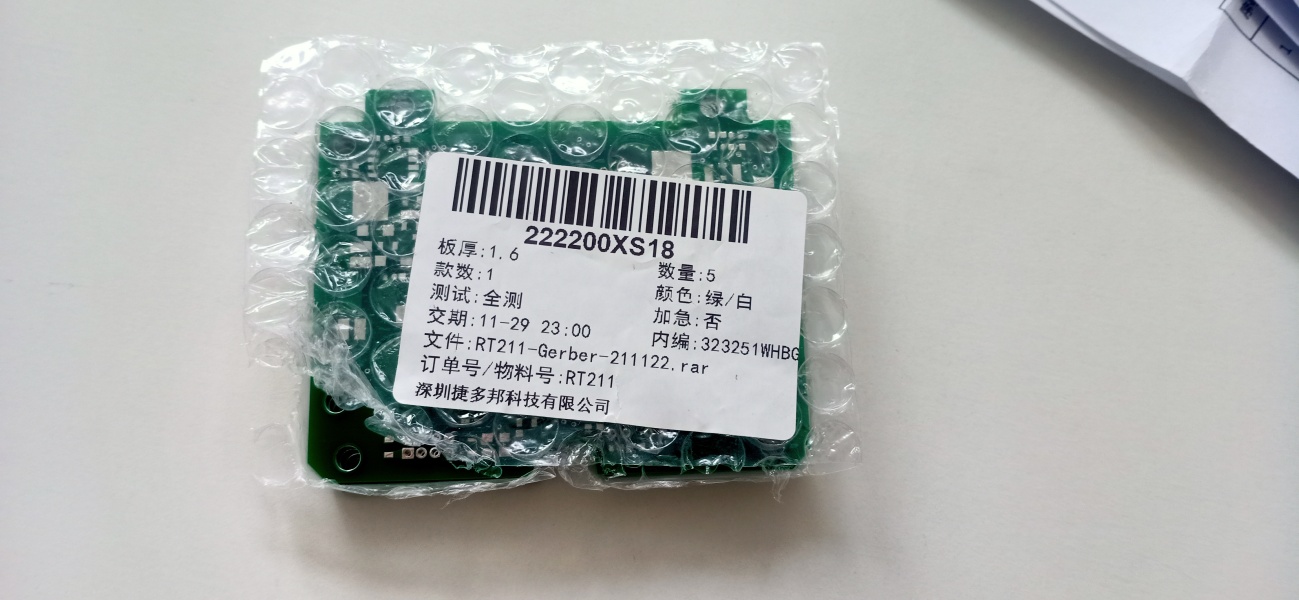 222200XS18
板厚:1.6
款数:1 数量:5
测试:全测 颜色:绿/白
交期:11-29 23:00 加急:否
文件:RT211-Gerber-211122.rar 内编:323251WHBG
订单号/物料号:RT211
深圳捷多邦科技有限公司